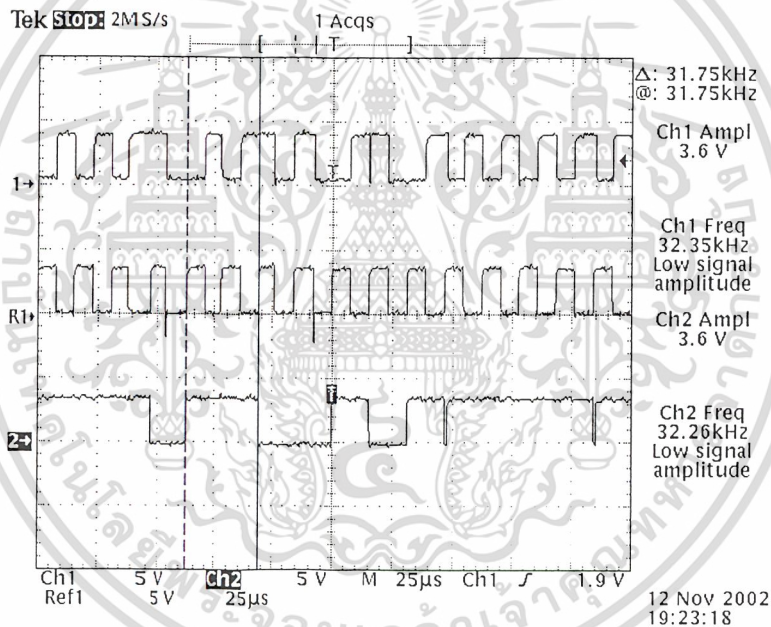 Tek Stop: 2MS/s 1 Acqs
Δ: 31.75kHz
@: 31.75kHz
Ch1 Ampl
3.6 V
1→
T
Ch1 Freq
32.35kHz
Low signal
amplitude
R1→
Ch2 Ampl
3.6 V
T
Ch2 Freq
32.26kHz
Low signal
amplitude
2→
Ch1 5 V Ch2 5 V M 25μs Ch1 ∫ 1.9 V
Ref1 5 V 25μs
12 Nov 2002
19:23:18